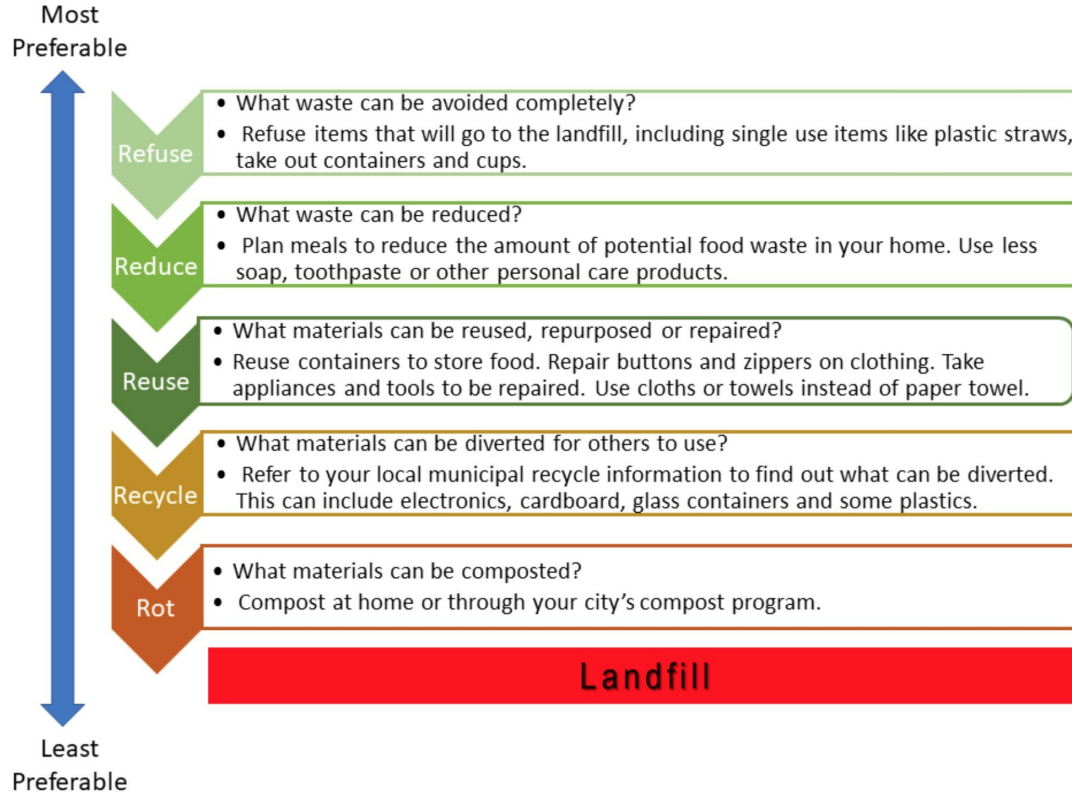 Most
Preferable
Refuse
• What waste can be avoided completely?
• Refuse items that will go to the landfill, including single use items like plastic straws,
take out containers and cups.
Reduce
• What waste can be reduced?
• Plan meals to reduce the amount of potential food waste in your home. Use less
soap, toothpaste or other personal care products.
Reuse
• What materials can be reused, repurposed or repaired?
• Reuse containers to store food. Repair buttons and zippers on clothing. Take
appliances and tools to be repaired. Use cloths or towels instead of paper towel.
Recycle
• What materials can be diverted for others to use?
• Refer to your local municipal recycle information to find out what can be diverted.
This can include electronics, cardboard, glass containers and some plastics.
Rot
• What materials can be composted?
• Compost at home or through your city’s compost program.
Landfill
Least
Preferable